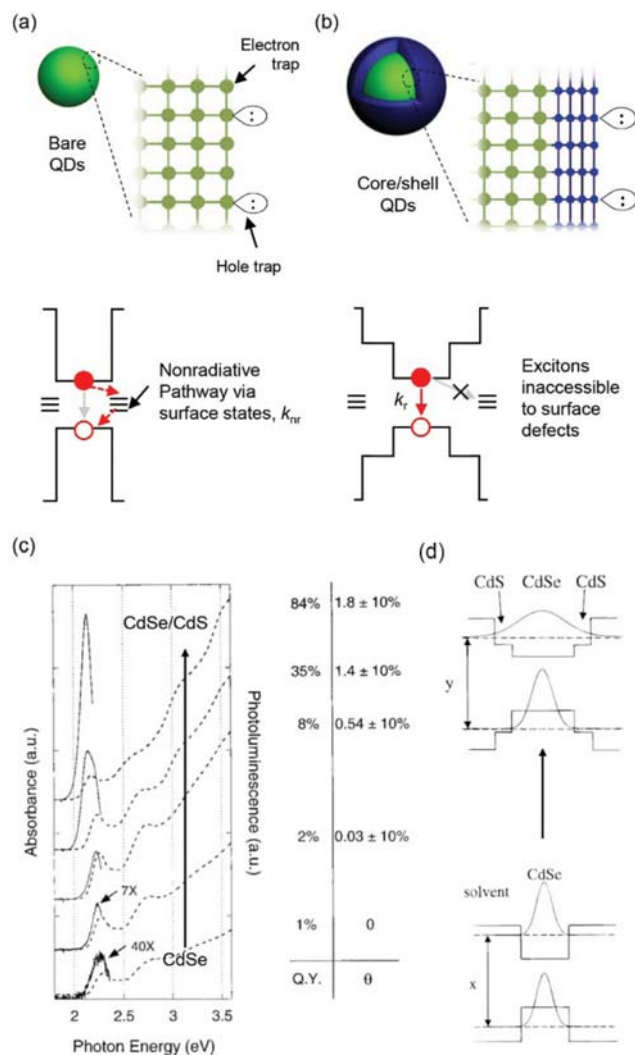 (a)
Electron
trap
Bare
QDs
Hole trap
(b)
Core/shell
QDs
Nonradiative
Pathway via
surface states, knr
kr
Excitons
inaccessible
to surface
defects
(c)
Absorbance (a.u.)
CdSe/CdS
7X
40X
CdSe
2.0 2.5 3.0 3.5
Photon Energy (eV)
Photoluminescence (a.u.)
84% 1.8 ± 10%
35% 1.4 ± 10%
8% 0.54 ± 10%
2% 0.03 ± 10%
1% 0
Q.Y. θ
(d)
CdS CdSe CdS
y
CdSe
solvent
x